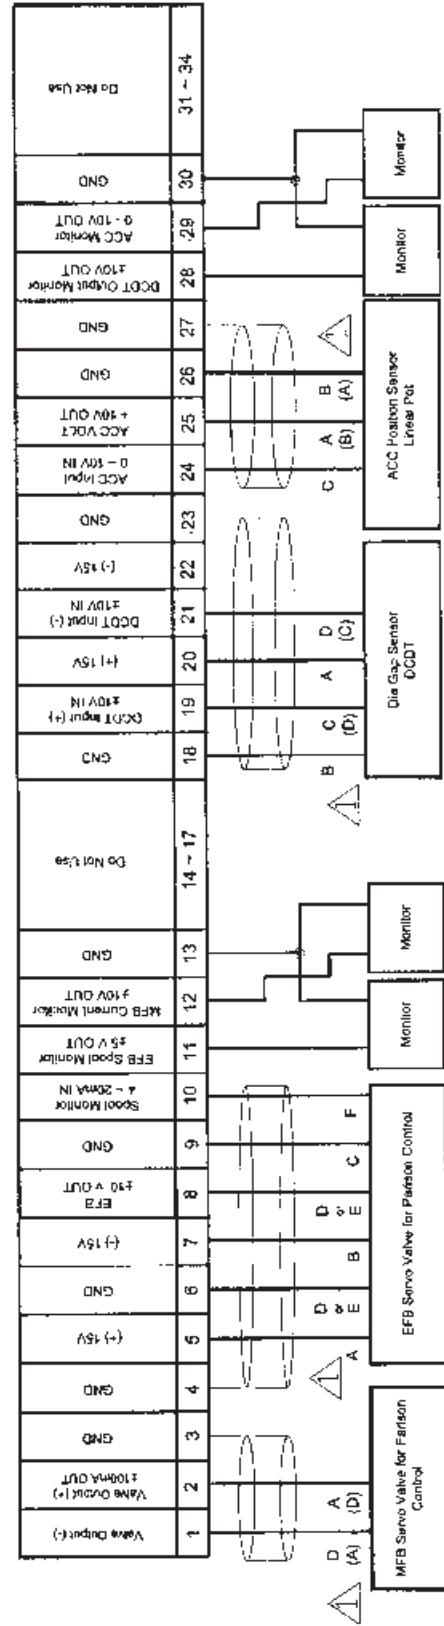 Valve Output (-)
Valve Output (+)
±100mA OUT
GND
GND
(+) 15V
GND
(-) 15V
EFB
±10 V OUT
GND
Spool Monitor
4 ~ 20mA IN
EFB Spool Monitor
±5 V OUT
MFB Current Monitor
±10V OUT
GND
Do Not Use
GND
DCDT Input (+)
±10V IN
(+) 15V
DCDT Input (-)
±10V IN
(-) 15V
GND
ACC Input
0 ~ 10V IN
ACC VOLT
+ 10V OUT
GND
GND
DCDT Output Monitor
±10V OUT
ACC Monitor
0 - 10V OUT
GND
Do Not Use
1 2 3 4 5 6 7 8 9 10 11 12 13 14 ~ 17 18 19 20 21 22 23 24 25 26 27 28 29 30 31 ~ 34
1
D
(A)
A
(D)
1
A
D
or
E
B
D
or
E
C
F
1
B
C
(D)
A
D
(C)
C
A
(B)
B
(A)
1
MFB Servo Valve for Parison
Control
EFB Servo Valve for Parison Control
Monitor
Monitor
Die Gap Sensor
DCDT
ACC Position Sensor
Linear Pot
Monitor
Monitor